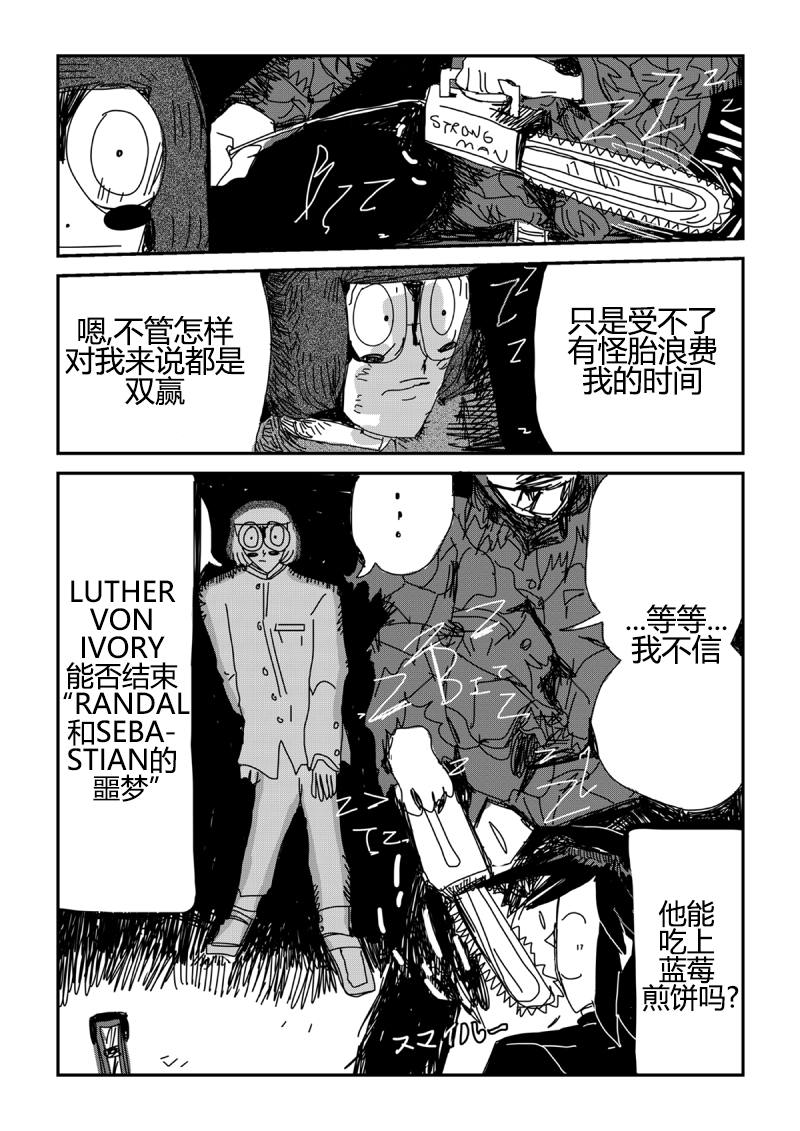 STRONG
MAN
ZZZ
BZZ
只是受不了
有怪胎浪费
我的时间
嗯,不管怎样
对我来说都是
双赢
...等等...
我不信
...
LUTHER
VON
IVORY
能否结束
“RANDAL
和SEBA-
STIAN的
噩梦”
他能
吃上
蓝莓
煎饼吗?